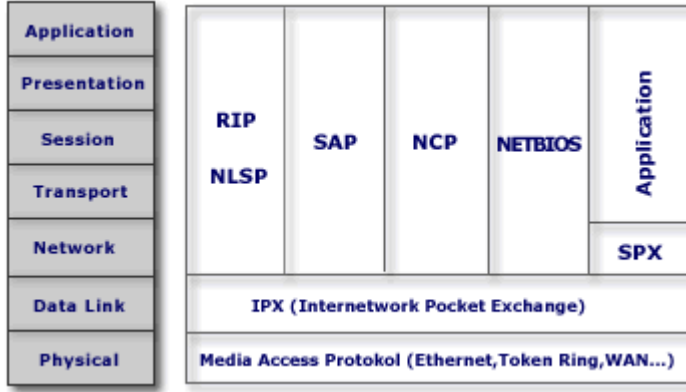 Application
Presentation
Session
Transport
Network
Data Link
Physical
RIP
NLSP
SAP
NCP
NETBIOS
Application
SPX
IPX (Internetwork Pocket Exchange)
Media Access Protokol (Ethernet,Token Ring,WAN...)